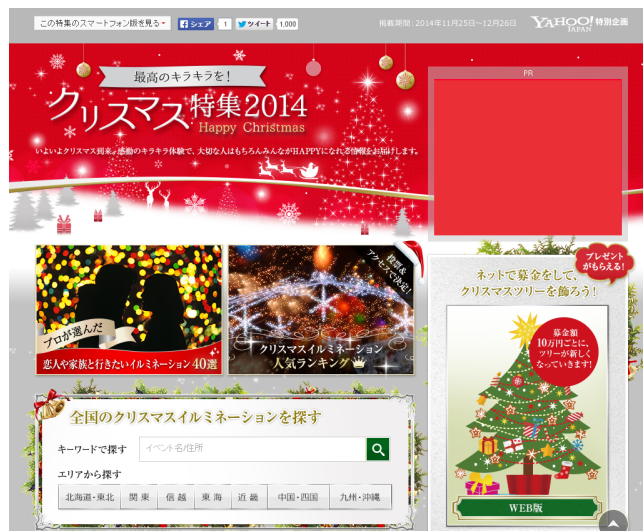 この特集のスマートフォン版を見る
シェア
1
ツイート
1,000
掲載期間：2014年11月25日～12月26日
YAHOO!
JAPAN
特別企画
最高のキラキラを!
クリスマス特集2014
Happy Christmas
いよいよクリスマス到来。感動のキラキラ体験で、大切な人はもちろんみんながHAPPYになれる情報をお届けします。
PR
プロが選んだ
恋人や家族と行きたいイルミネーション40選
投票&
アクセスで決定!
クリスマスイルミネーション
人気ランキング
プレゼント
がもらえる!
ネットで募金をして、
クリスマスツリーを飾ろう!
募金額
10万円ごとに、
ツリーが新しく
なっていきます!
WEB版
全国のクリスマスイルミネーションを探す
キーワードで探す
イベント名/住所
エリアから探す
北海道・東北
関東
信越
東海
近畿
中国・四国
九州・沖縄